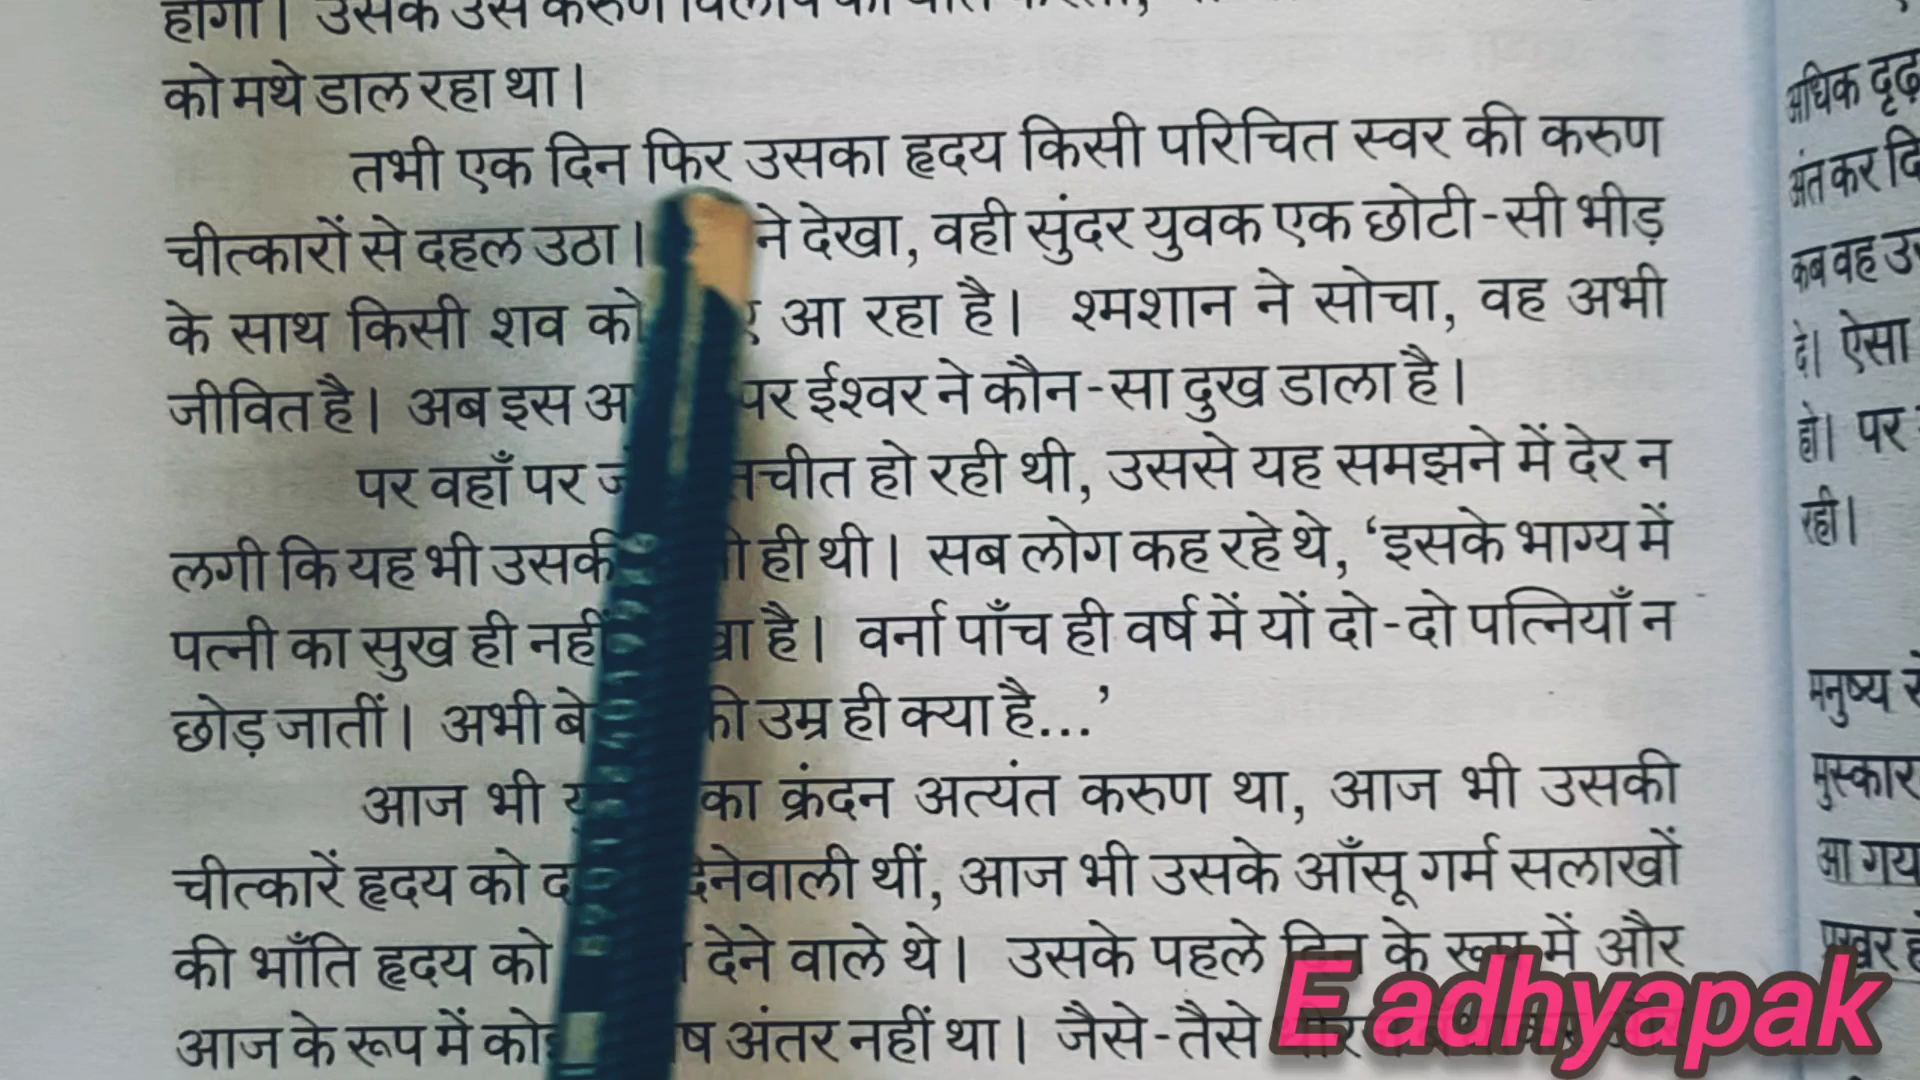 को मथे डाल रहा था।
तभी एक दिन फिर उसका हृदय किसी परिचित स्वर की करुण
चीत्कारों से दहल उठा। ने देखा, वही सुंदर युवक एक छोटी-सी भीड़
के साथ किसी शव को आ रहा है। श्मशान ने सोचा, वह अभी
जीवित है। अब इस पर ईश्वर ने कौन-सा दुख डाला है।
पर वहाँ पर हो रही थी, उससे यह समझने में देर न
लगी कि यह भी उसकी ही थी। सब लोग कह रहे थे, ‘इसके भाग्य में
पत्नी का सुख ही नहीं है। वर्ना पाँच ही वर्ष में यों दो-दो पत्नियाँ न
छोड़ जातीं। अभी की उम्र ही क्या है...’
आज भी का क्रंदन अत्यंत करुण था, आज भी उसकी
चीत्कारें हृदय को देनेवाली थीं, आज भी उसके आँसू गर्म सलाखों
की भाँति हृदय को देने वाले थे। उसके पहले दिन के रूप में और
आज के रूप में अंतर नहीं था। जैसे-तैसे
अधिक
अंत कर
कब वह
दे। ऐसा
हो। पर
रही।
मनुष्य
E adhyapak